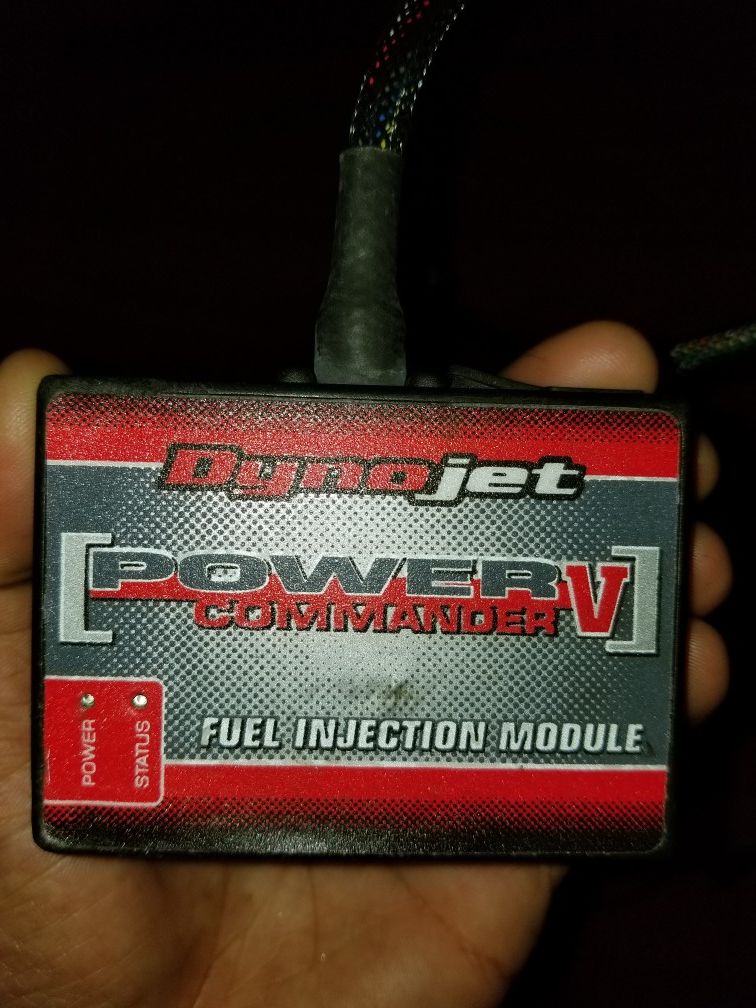 Dynojet
POWER V
COMMANDER
FUEL INJECTION MODULE
POWER
STATUS